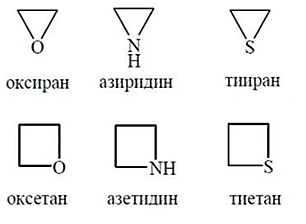 O N S
H
оксиран азиридин тииран
O NH S
оксетан азетидин тиетан